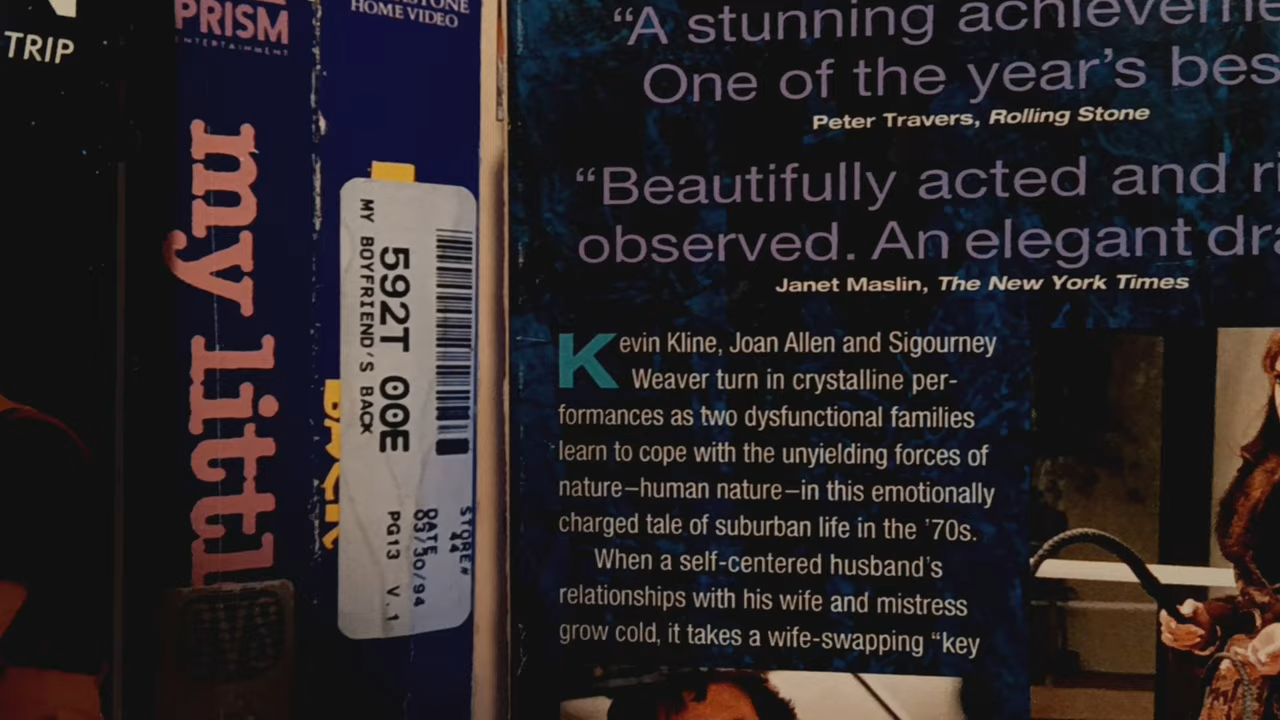 TRIP
PRISM
ENTERTAINMENT
my littl
HOME VIDEO
BACK
MY BOYFRIEND'S BACK
592T 00E
STORE#
DATE
03/30/94
PG13 V.1
“A stunning achieveme
One of the year's bes
Peter Travers, Rolling Stone
“Beautifully acted and ri
observed. An elegant dra
Janet Maslin, The New York Times
Kevin Kline, Joan Allen and Sigourney
Weaver turn in crystalline per-
formances as two dysfunctional families
learn to cope with the unyielding forces of
nature–human nature–in this emotionally
charged tale of suburban life in the '70s.
When a self-centered husband's
relationships with his wife and mistress
grow cold, it takes a wife-swapping “key